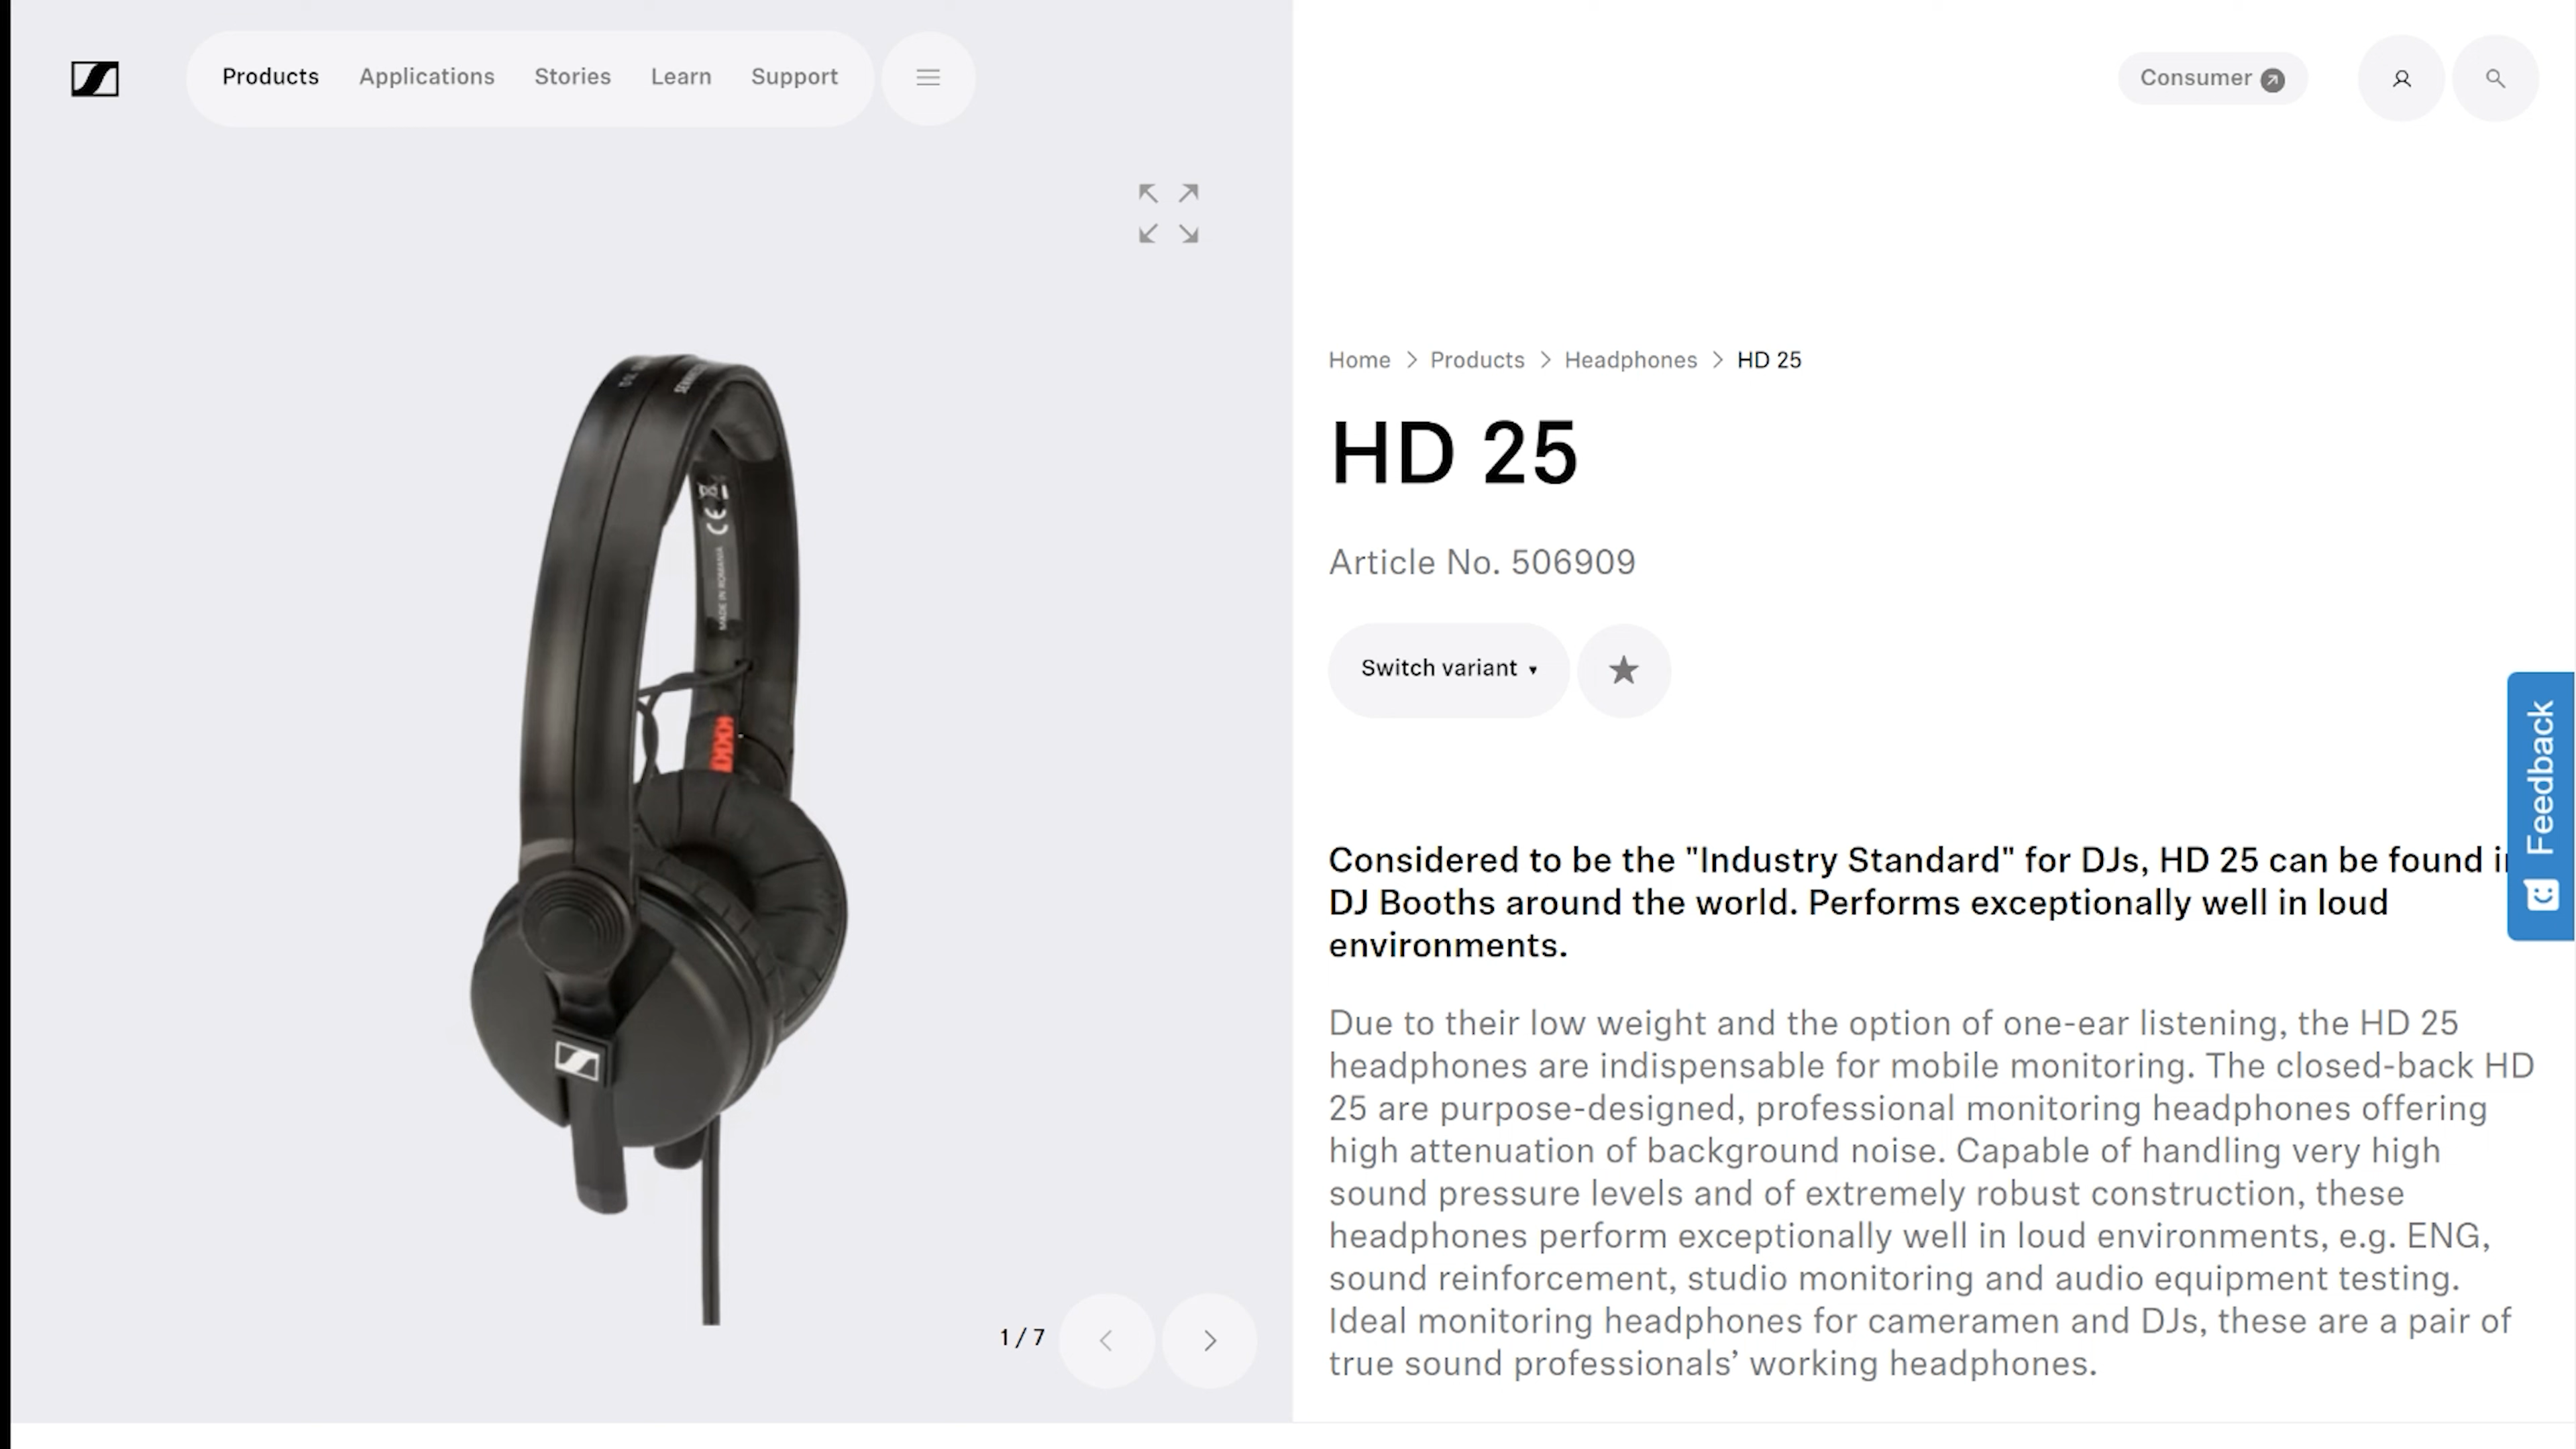 Products Applications Stories Learn Support
Consumer
Home > Products > Headphones > HD 25
HD 25
Article No. 506909
Switch variant
Considered to be the "Industry Standard" for DJs, HD 25 can be found
DJ Booths around the world. Performs exceptionally well in loud
environments.
Due to their low weight and the option of one-ear listening, the HD 25
headphones are indispensable for mobile monitoring. The closed-back HD
25 are purpose-designed, professional monitoring headphones offering
high attenuation of background noise. Capable of handling very high
sound pressure levels and of extremely robust construction, these
headphones perform exceptionally well in loud environments, e.g. ENG,
sound reinforcement, studio monitoring and audio equipment testing.
Ideal monitoring headphones for cameramen and DJs, these are a pair of
true sound professionals’ working headphones.
Feedback
CE
MADE IN ROMANIA
1 / 7